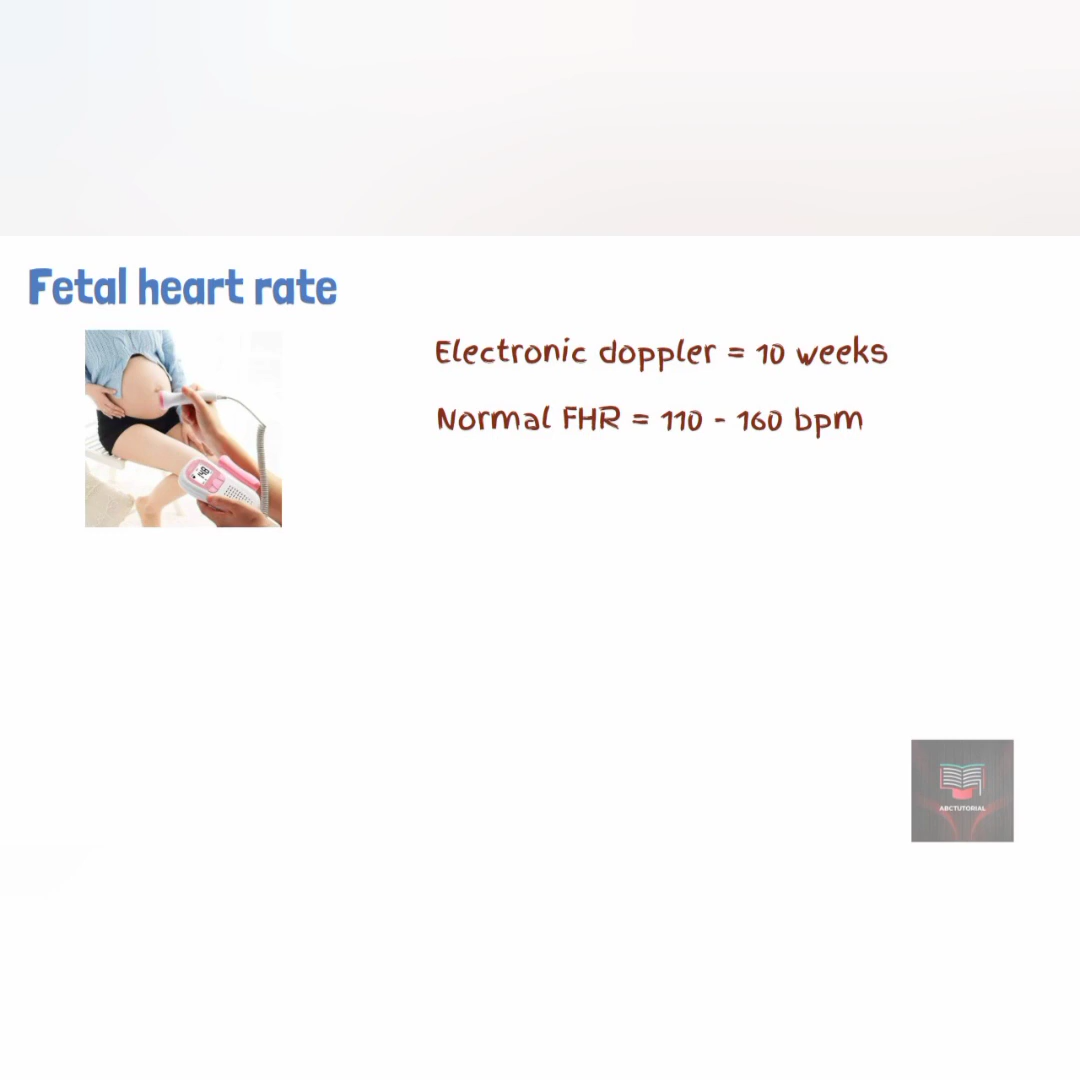 Fetal heart rate
Electronic doppler = 10 weeks
Normal FHR = 110 - 160 bpm
ABCTUTORIAL